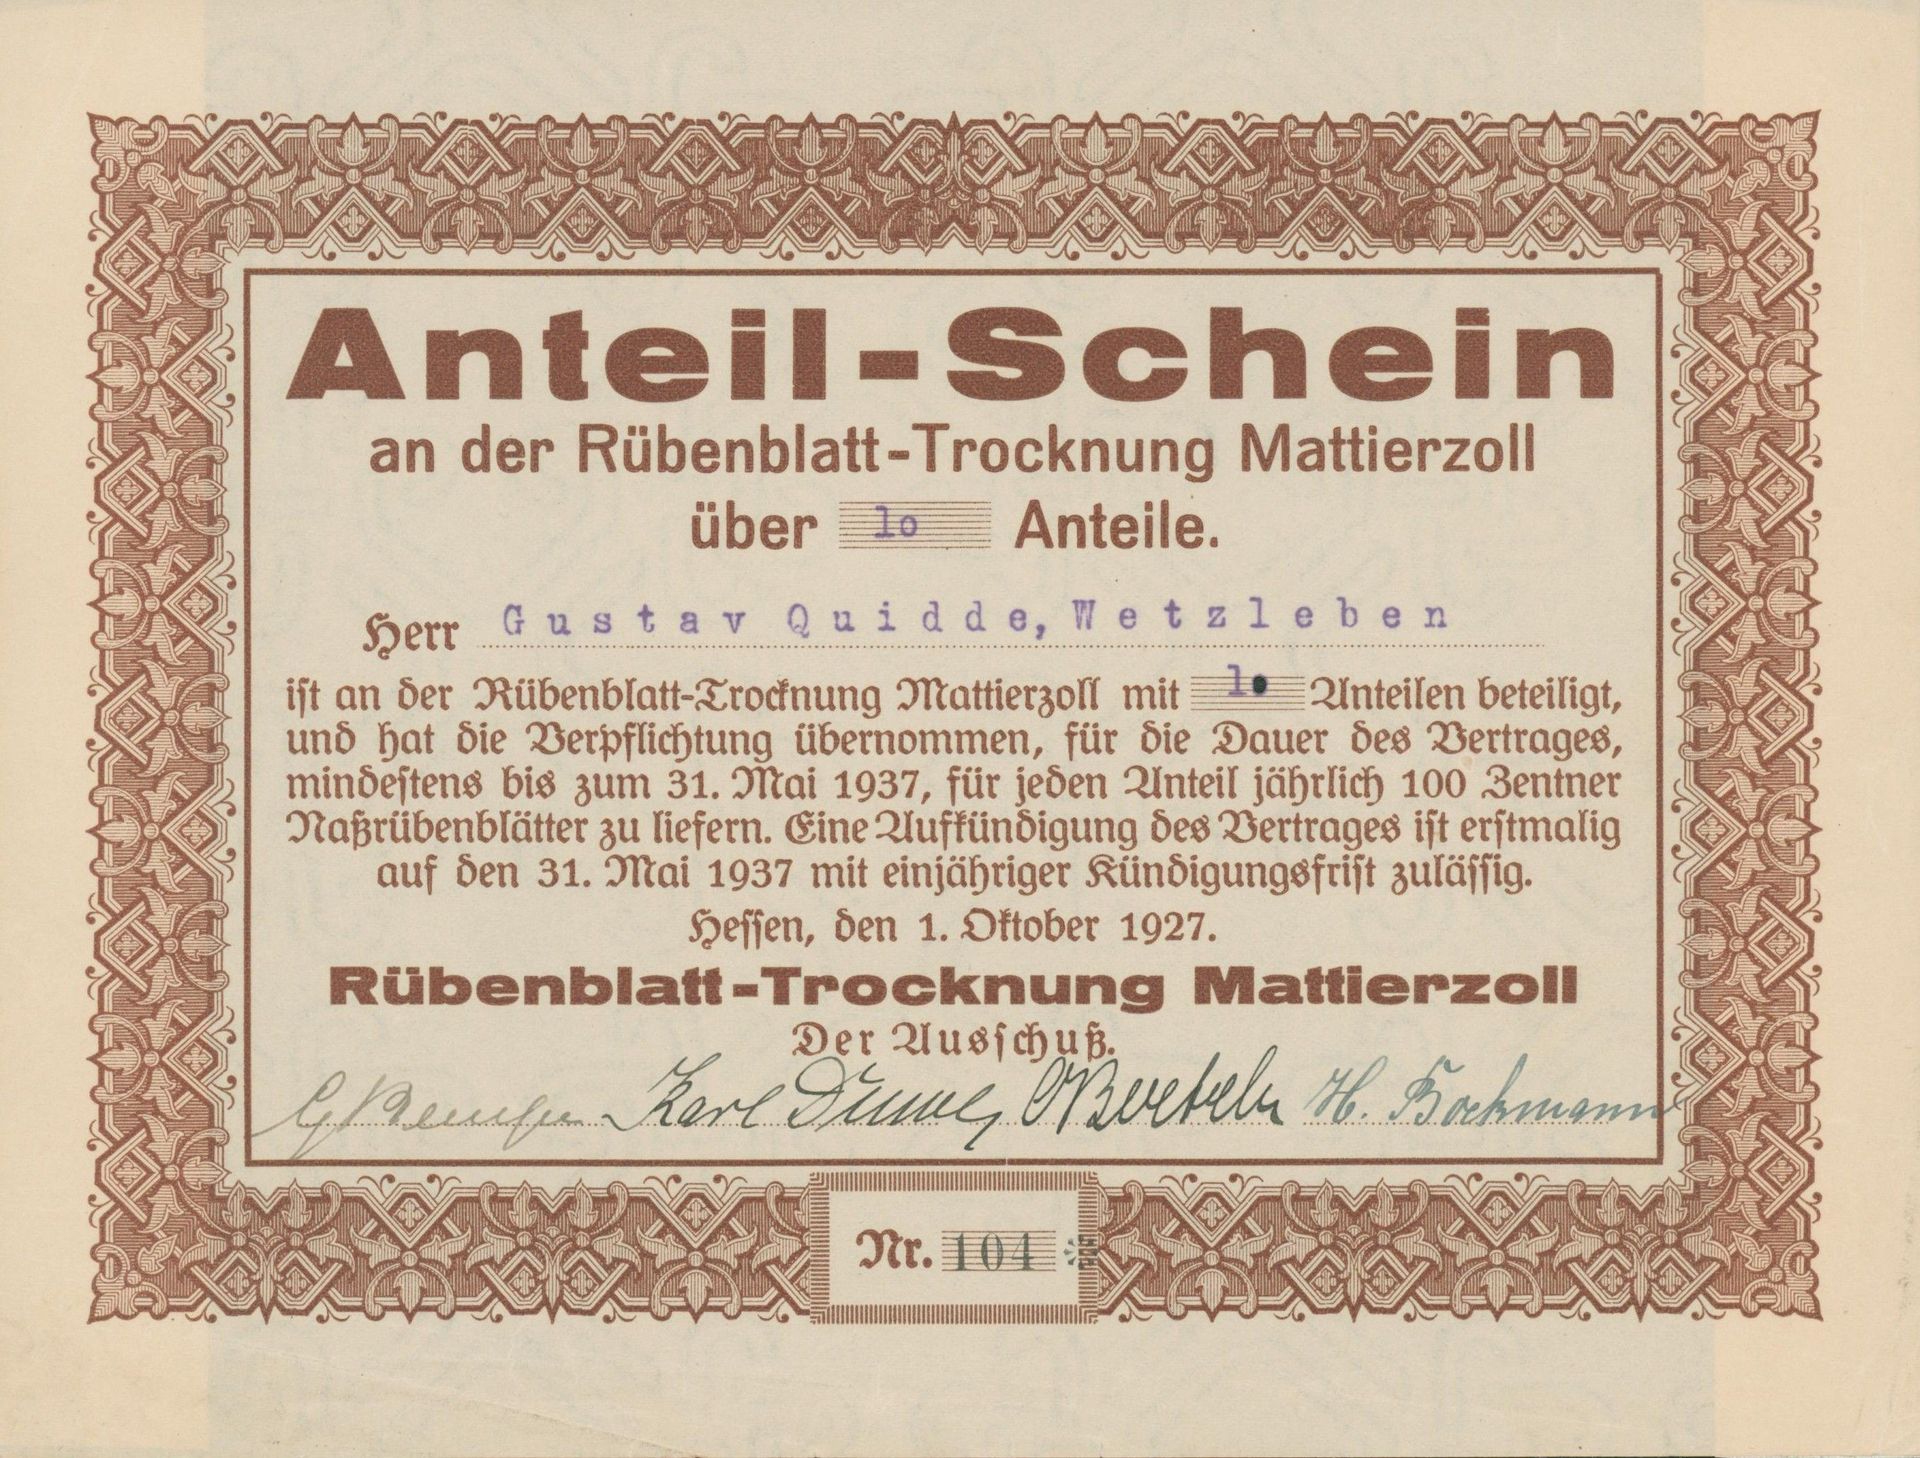 Anteil-Schein
an der Rübenblatt-Trocknung Mattierzoll
über 10 Anteile.
Herr Gustav Quidde, Wetzleben
ist an der Rübenblatt-Trocknung Mattierzoll mit 10 Anteilen beteiligt,
und hat die Verpflichtung übernommen, für die Dauer des Vertrages,
mindestens bis zum 31. Mai 1937, für jeden Anteil jährlich 100 Zentner
Naßrübenblätter zu liefern. Eine Aufkündigung des Vertrages ist erstmalig
auf den 31. Mai 1937 mit einjähriger Kündigungsfrist zulässig.
Hessen, den 1. Oktober 1927.
Rübenblatt-Trocknung Mattierzoll
Der Ausschuß.
Karl H. Bockmann
Nr. 104